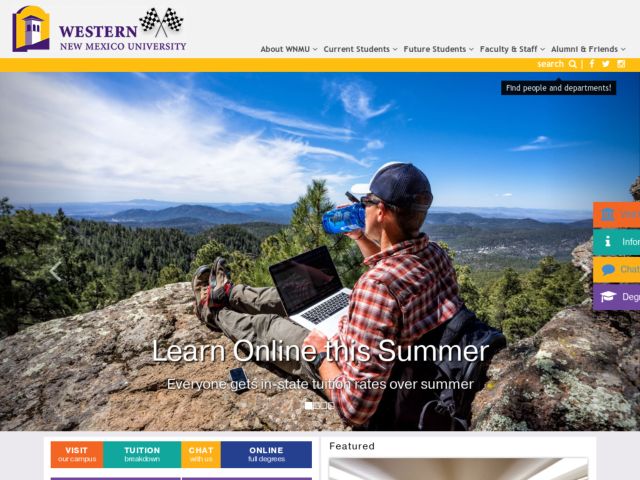 WESTERN
NEW MEXICO UNIVERSITY
About WNMU Current Students Future Students Faculty & Staff Alumni & Friends
search
Find people and departments!
Visit
Infor
Chat
Degr
Learn Online this Summer
Everyone gets in-state tuition rates over summer
VISIT
our campus
TUITION
breakdown
CHAT
with us
ONLINE
full degrees
Featured